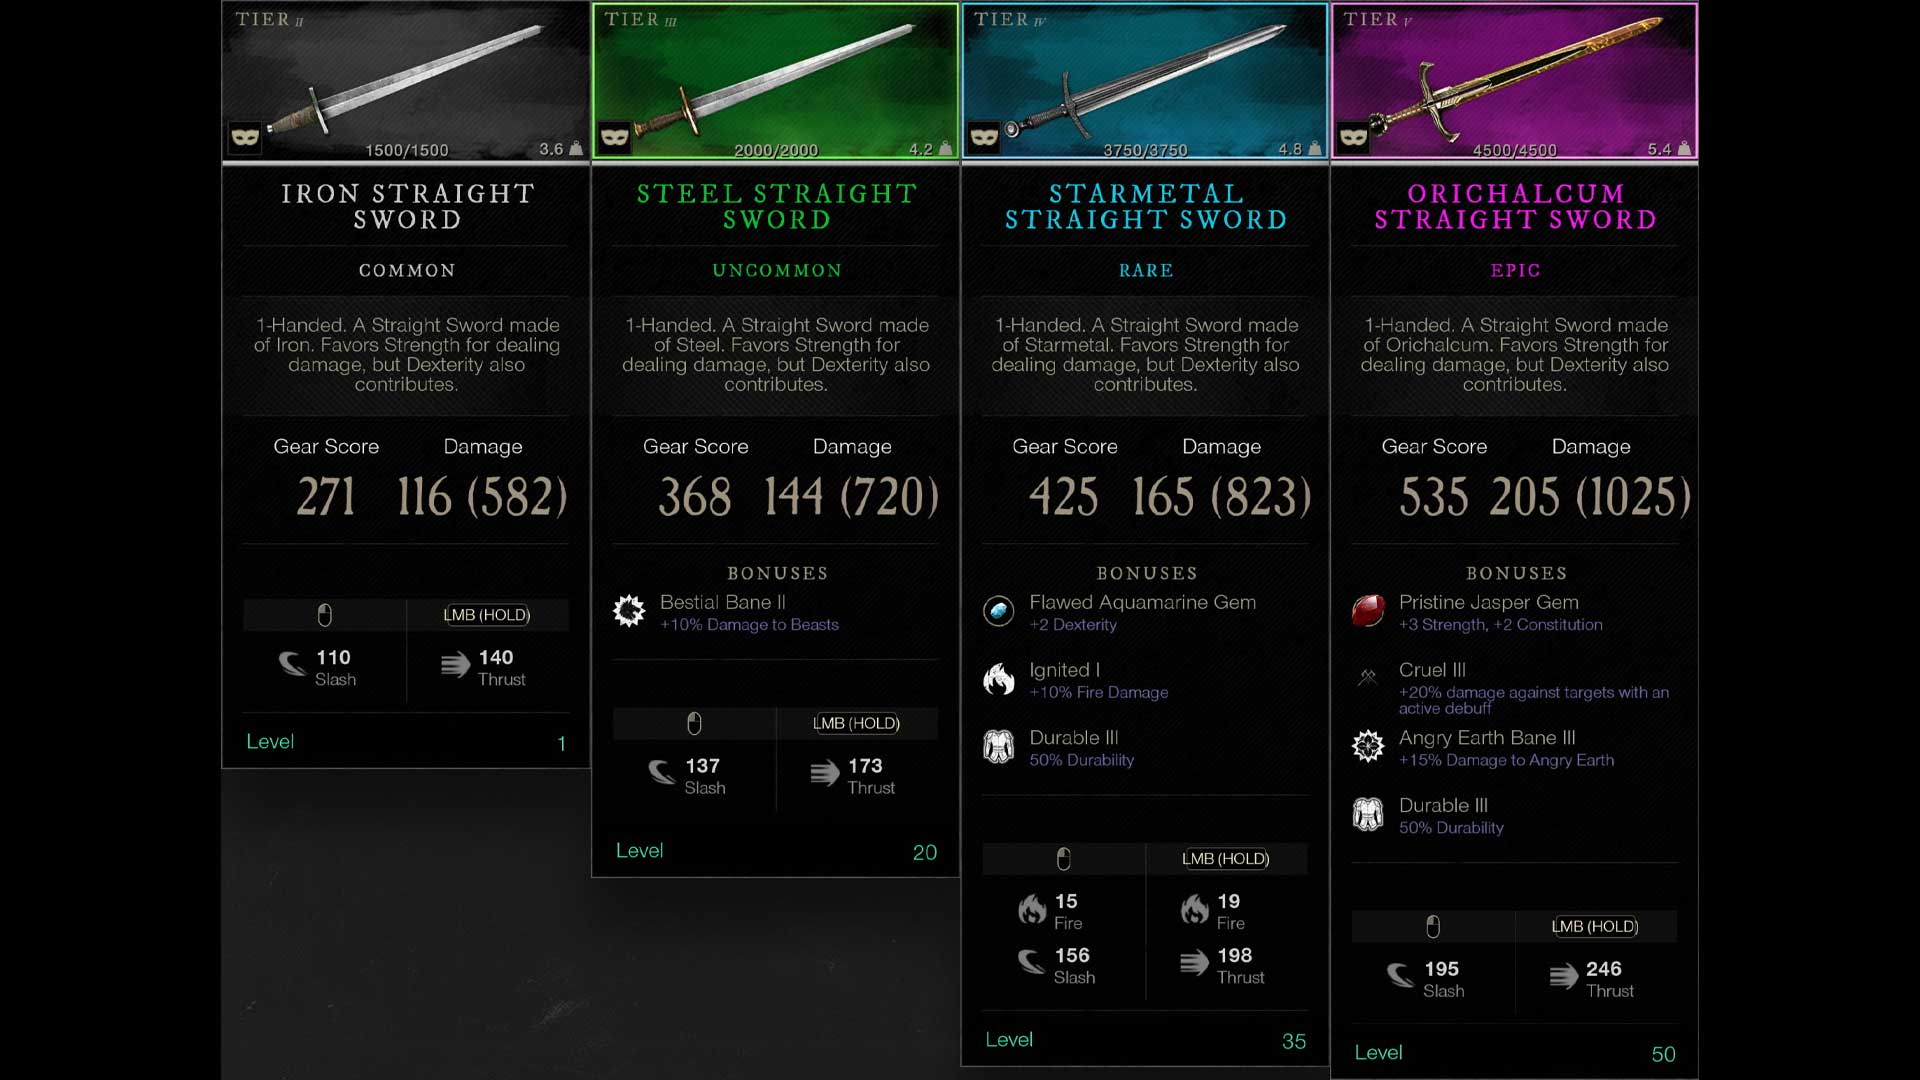 TIER II
1500/1500 3.6
IRON STRAIGHT
SWORD
COMMON
1-Handed. A Straight Sword made
of Iron. Favors Strength for dealing
damage, but Dexterity also
contributes.
Gear Score Damage
271 116 (582)
LMB (HOLD)
110 140
Slash Thrust
Level 1
TIER III
2000/2000 4.2
STEEL STRAIGHT
SWORD
UNCOMMON
1-Handed. A Straight Sword made
of Steel. Favors Strength for
dealing damage, but Dexterity also
contributes.
Gear Score Damage
368 144 (720)
BONUSES
Bestial Bane II
+10% Damage to Beasts
LMB (HOLD)
137 173
Slash Thrust
Level 20
TIER IV
3750/3750 4.8
STARMETAL
STRAIGHT SWORD
RARE
1-Handed. A Straight Sword made
of Starmetal. Favors Strength for
dealing damage, but Dexterity also
contributes.
Gear Score Damage
425 165 (823)
BONUSES
Flawed Aquamarine Gem
+2 Dexterity
Ignited I
+10% Fire Damage
Durable III
50% Durability
LMB (HOLD)
15 19
Fire Fire
156 198
Slash Thrust
Level 35
TIER V
4500/4500 5.4
ORICHALCUM
STRAIGHT SWORD
EPIC
1-Handed. A Straight Sword made
of Orichalcum. Favors Strength for
dealing damage, but Dexterity also
contributes.
Gear Score Damage
535 205 (1025)
BONUSES
Pristine Jasper Gem
+3 Strength, +2 Constitution
Cruel III
+20% damage against targets with an
active debuff
Angry Earth Bane III
+15% Damage to Angry Earth
Durable III
50% Durability
LMB (HOLD)
195 246
Slash Thrust
Level 50